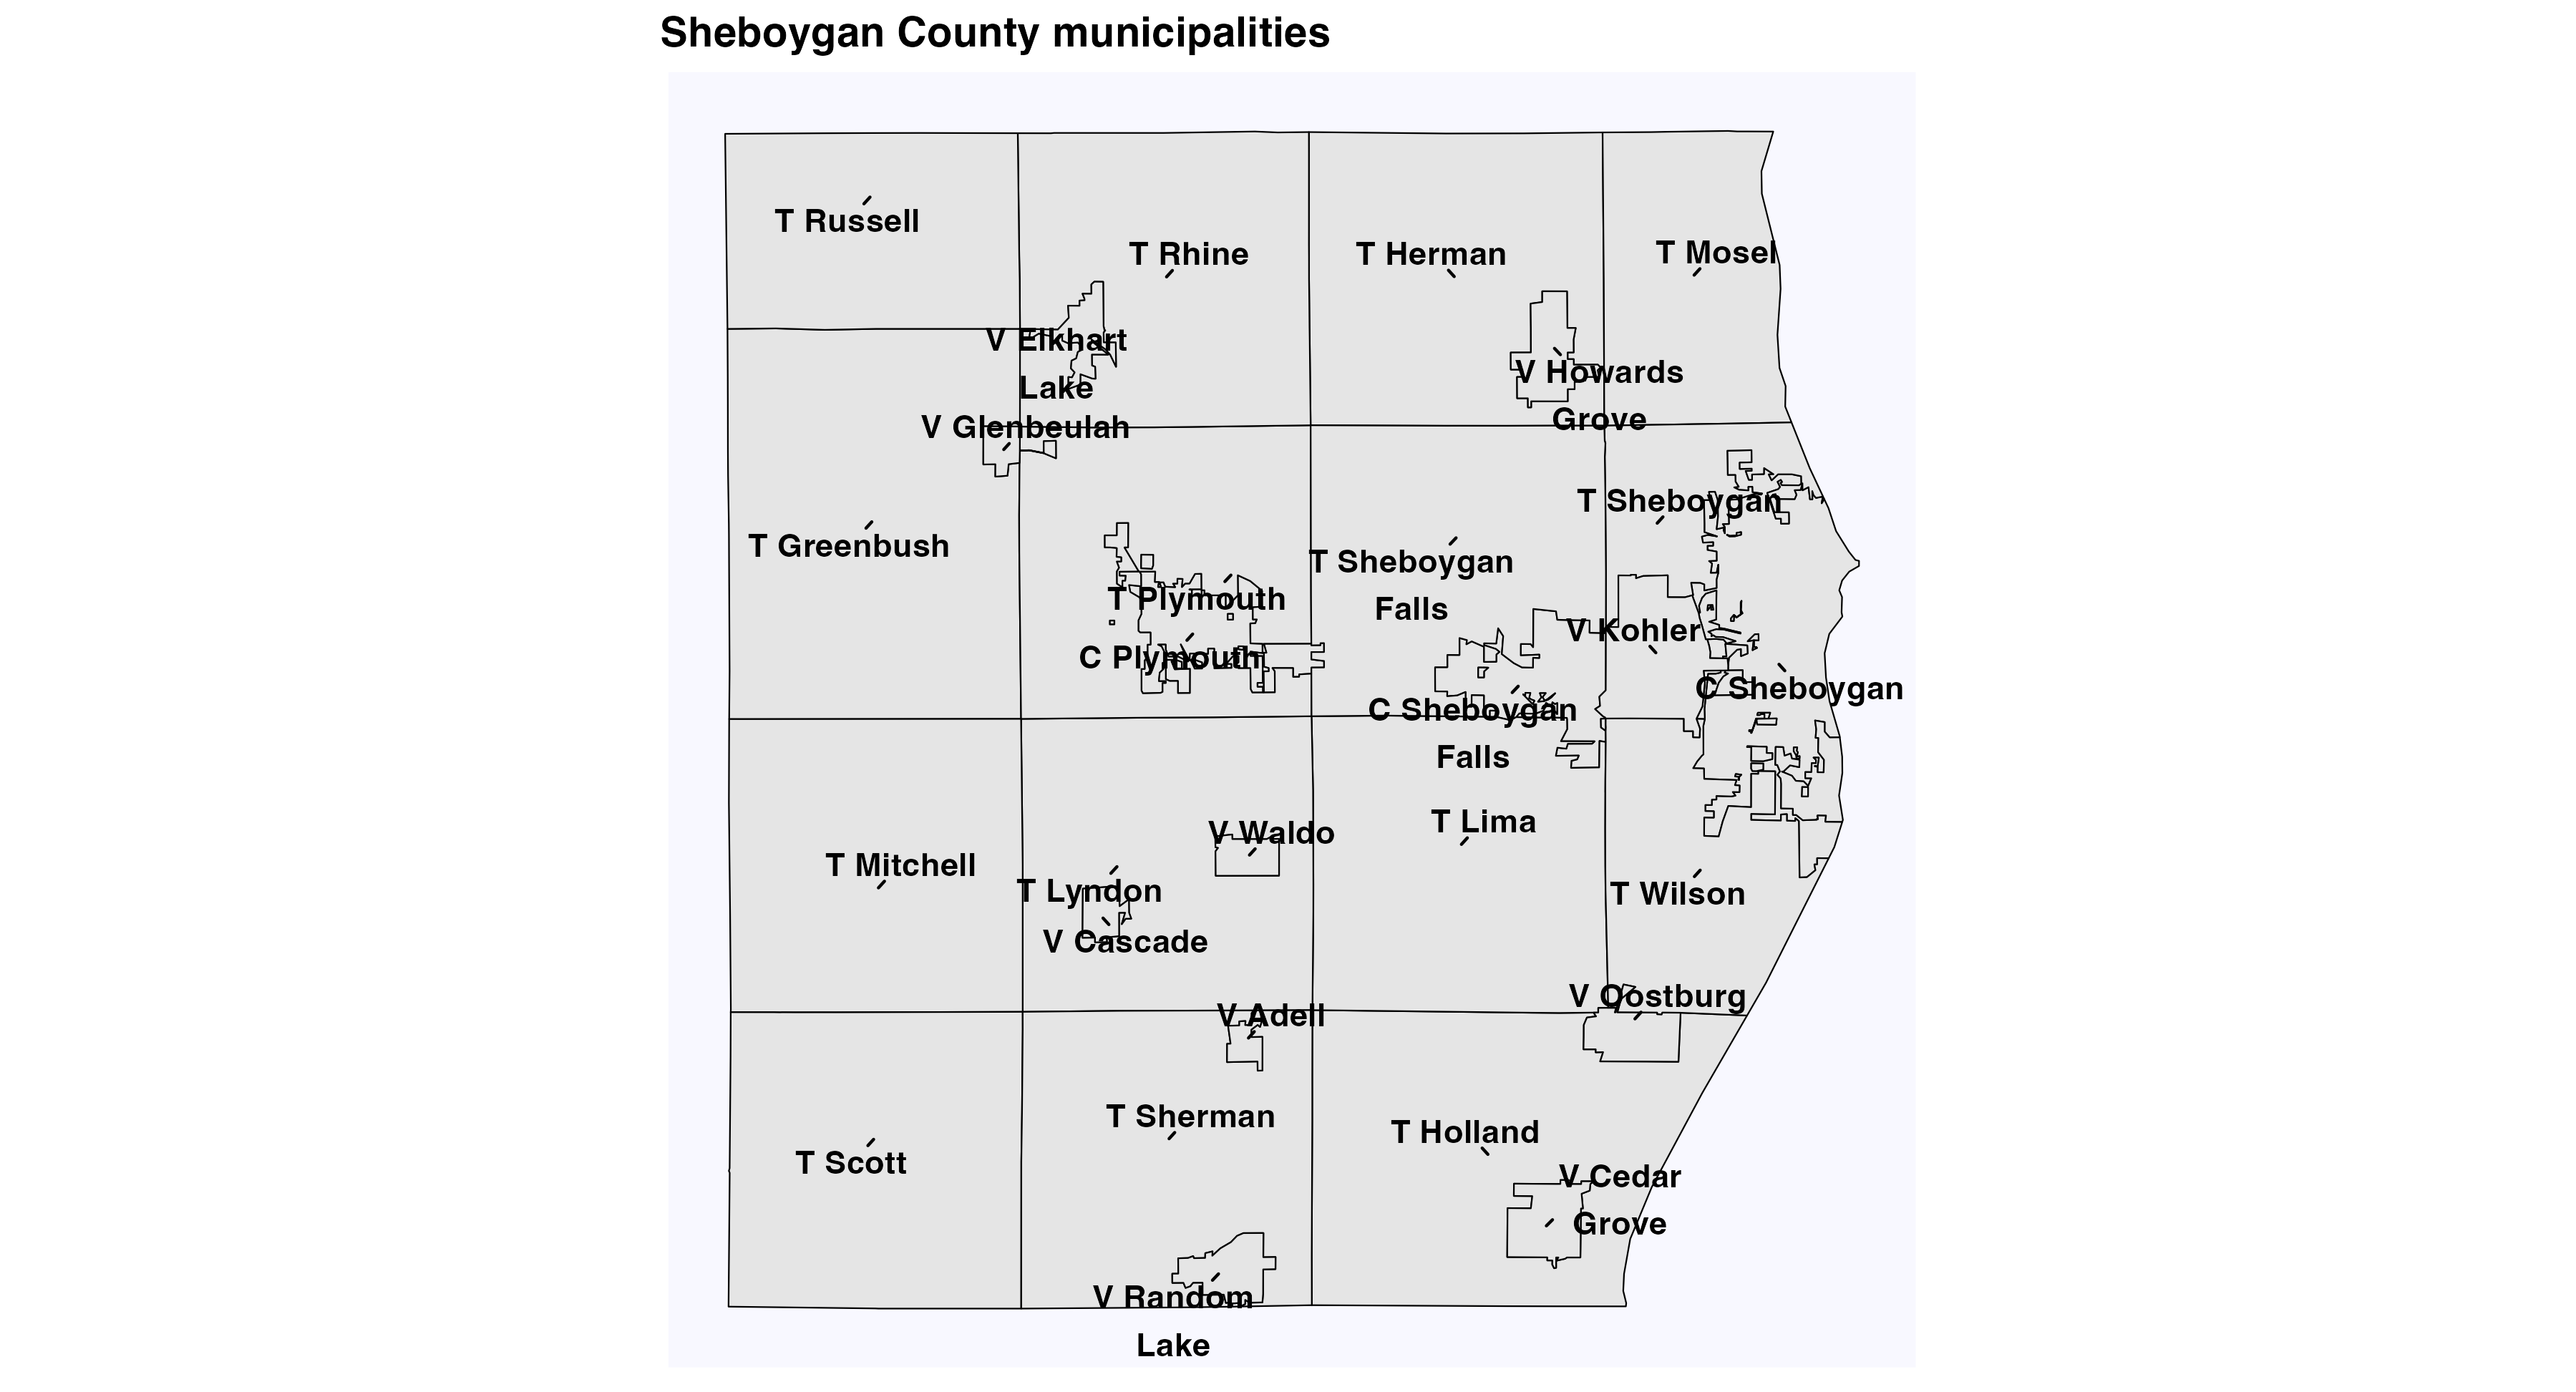 Sheboygan County municipalities
T Russell
T Rhine
T Herman
T Mosel
V Elkhart
Lake
V Howards
Grove
V Glenbeulah
T Sheboygan
T Greenbush
T Sheboygan
Falls
T Plymouth
V Kohler
C Plymouth
C Sheboygan
C Sheboygan
Falls
T Lima
V Waldo
T Mitchell
T Lyndon
T Wilson
V Cascade
V Oostburg
V Adell
T Sherman
T Holland
T Scott
V Cedar
Grove
V Random
Lake